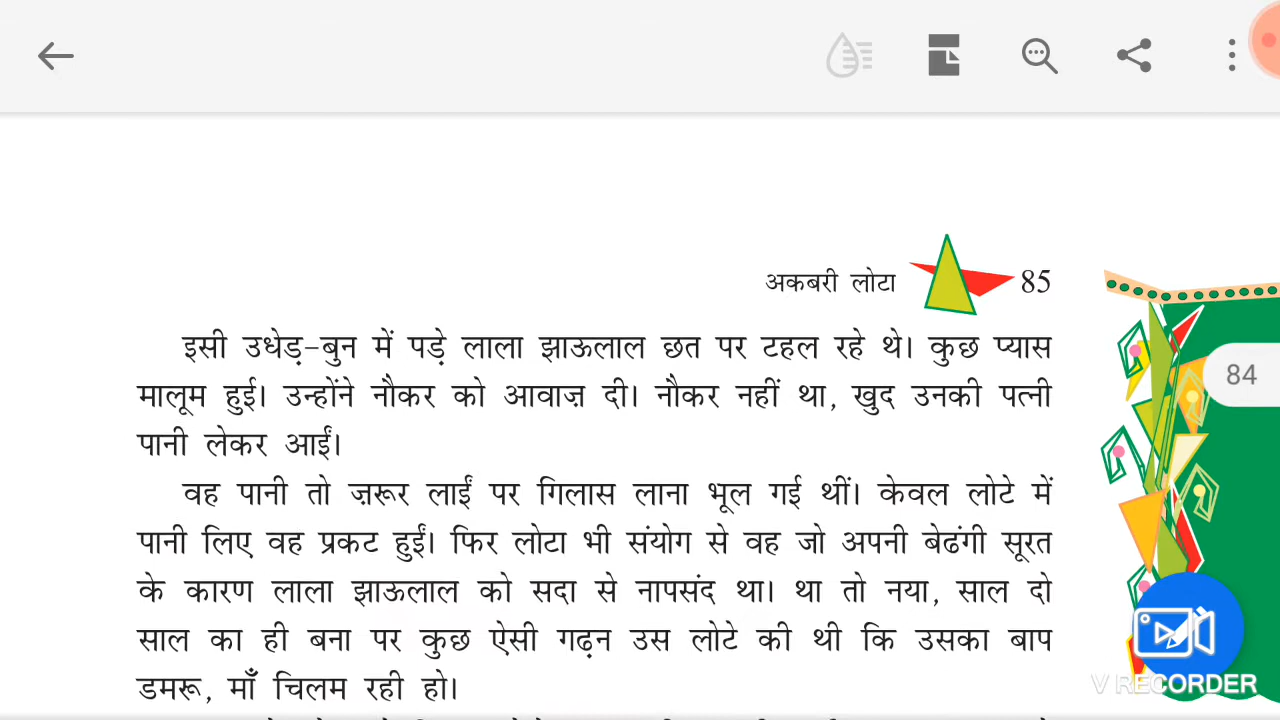 अकबरी लोटा 85
इसी उधेड़-बुन में पड़े लाला झाऊलाल छत पर टहल रहे थे। कुछ प्यास
मालूम हुई। उन्होंने नौकर को आवाज़ दी। नौकर नहीं था, खुद उनकी पत्नी
पानी लेकर आईं।
84
वह पानी तो ज़रूर लाईं पर गिलास लाना भूल गई थीं। केवल लोटे में
पानी लिए वह प्रकट हुईं। फिर लोटा भी संयोग से वह जो अपनी बेढंगी सूरत
के कारण लाला झाऊलाल को सदा से नापसंद था। था तो नया, साल दो
साल का ही बना पर कुछ ऐसी गढ़न उस लोटे की थी कि उसका बाप
डमरू, माँ चिलम रही हो।
V RECORDER